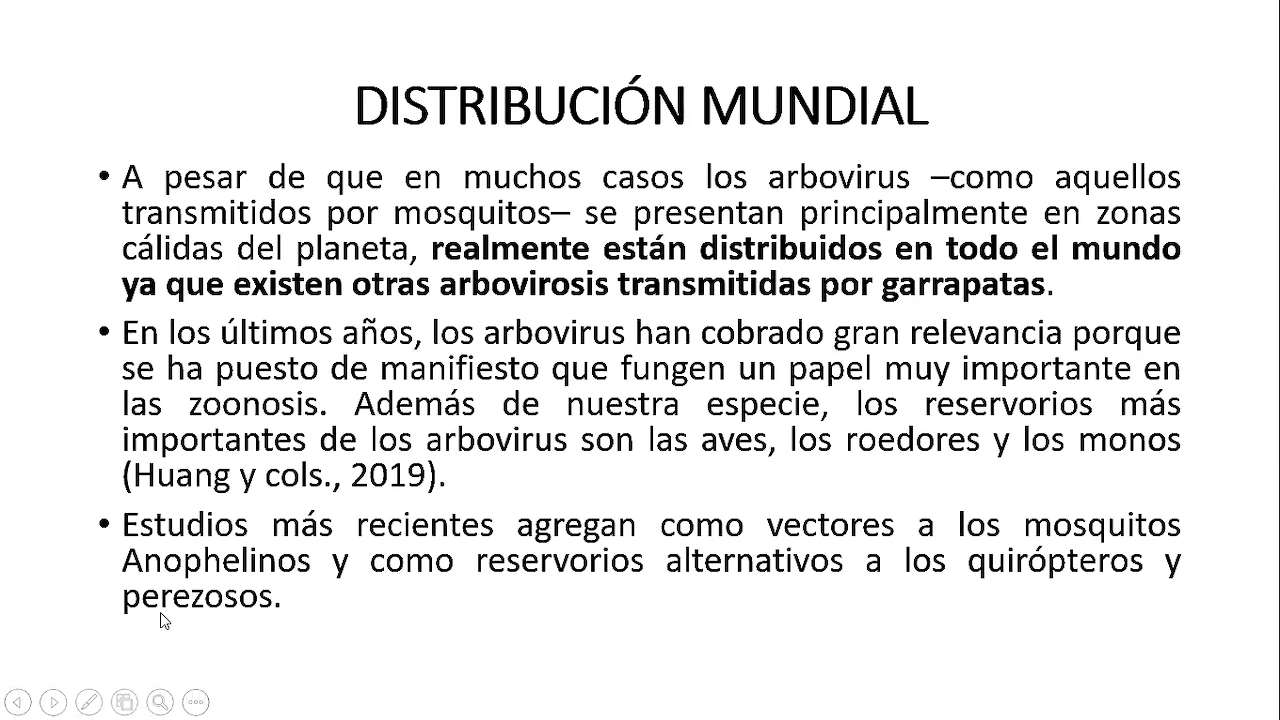 DISTRIBUCIÓN MUNDIAL
• A pesar de que en muchos casos los arbovirus –como aquellos
transmitidos por mosquitos– se presentan principalmente en zonas
cálidas del planeta, realmente están distribuidos en todo el mundo
ya que existen otras arbovirosis transmitidas por garrapatas.
• En los últimos años, los arbovirus han cobrado gran relevancia porque
se ha puesto de manifiesto que fungen un papel muy importante en
las zoonosis. Además de nuestra especie, los reservorios más
importantes de los arbovirus son las aves, los roedores y los monos
(Huang y cols., 2019).
• Estudios más recientes agregan como vectores a los mosquitos
Anophelinos y como reservorios alternativos a los quirópteros y
perezosos.